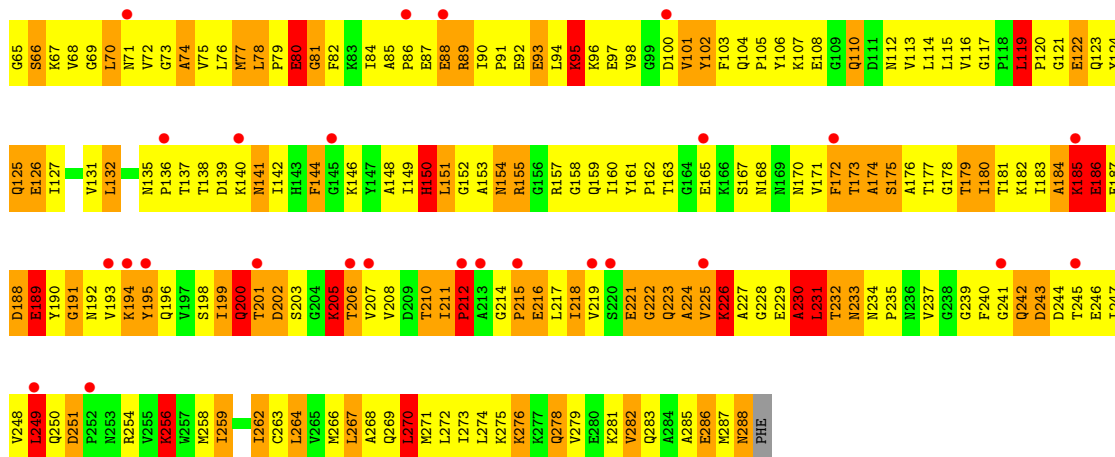 G65 S66 K67 V68 G69 L70 N71 V72 G73 A74 V75 L76 M77 L78 P79 E80 G81 F82 K83 I84 A85 P86 E87 E88 R89 I90 P91 E92 E93 L94 K95 K96 E97 V98 G99 D100 V101 Y102 F103 Q104 P105 Y106 K107 E108 G109 Q110 D111 N112 V113 L114 L115 V116 G117 P118 L119 P120 G121 E122 Q123
Q125 E126 I127 V131 L132 N135 P136 T137 T138 D139 K140 N141 I142 H143 F144 G145 K146 Y147 A148 I149 H150 L151 G152 A153 N154 R155 G156 R157 G158 Q159 I160 Y161 P162 T163 G164 E165 K166 S167 N168 N169 N170 V171 F172 T173 A174 S175 A176 T177 G178 T179 I180 T181 K182 I183 A184 K185 E186
D188 E189 Y190 G191 N192 V193 K194 Y195 Q196 V197 S198 I199 Q200 T201 D202 S203 G204 K205 T206 V207 V208 D209 T210 I211 P212 A213 G214 P215 E216 L217 I218 V219 S220 E221 G222 Q223 A224 V225 K226 A227 G228 E229 A230 L231 T232 N233 N234 P235 N236 V237 G238 G239 F240 G241 Q242 D243 D244 T245 E246
V248 L249 Q250 D251 P252 N253 R254 V255 K256 W257 M258 I259 I262 C263 L264 V265 M266 L267 A268 Q269 L270 M271 L272 I273 L274 K275 K276 K277 Q278 V279 E280 K281 V282 Q283 A284 A285 E286 M287 N288 PHE